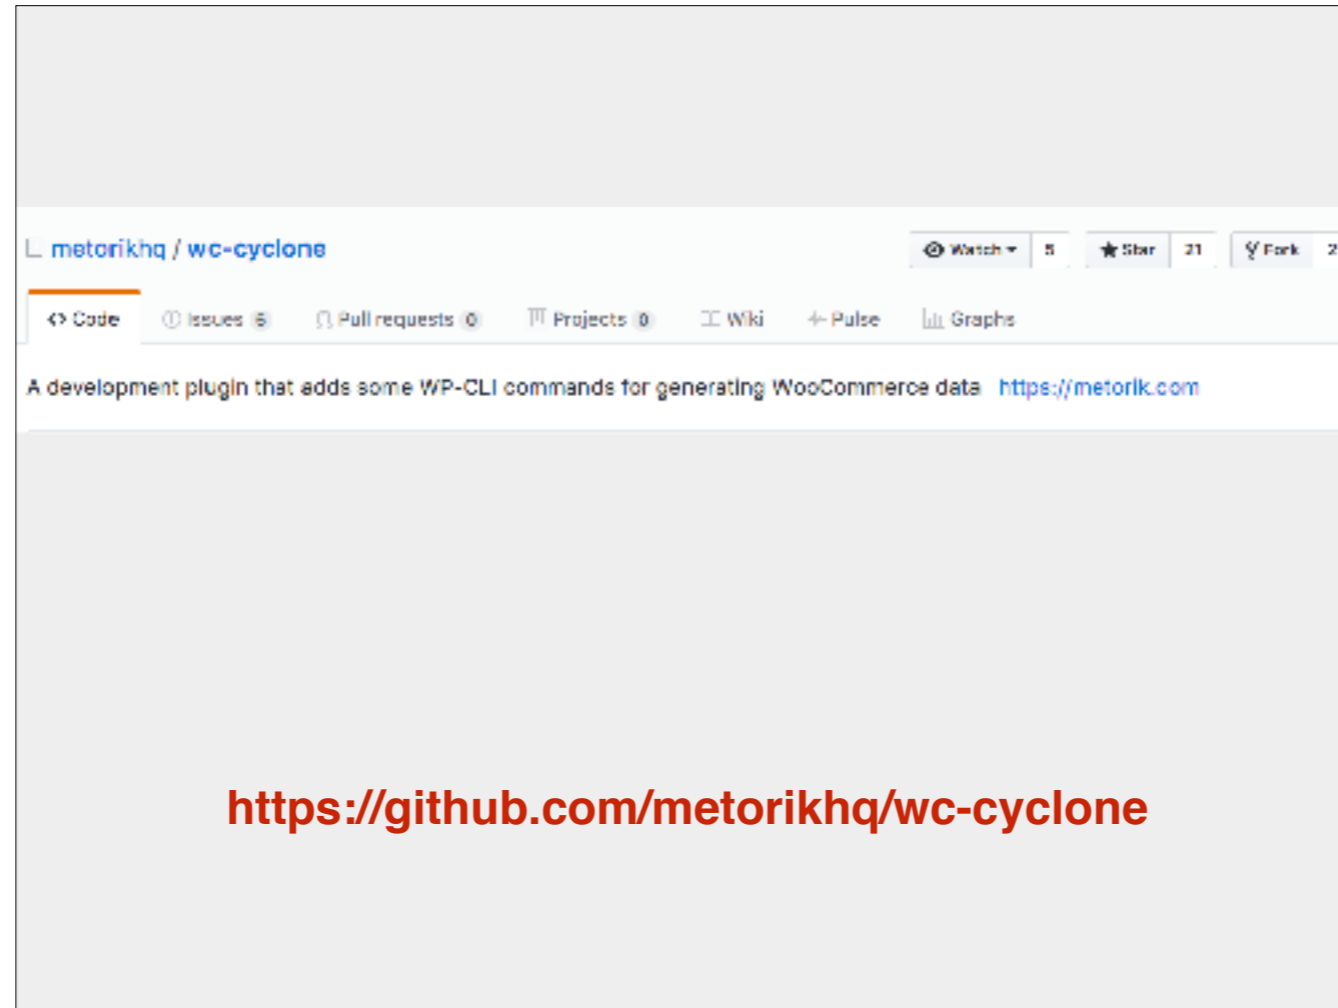 metorikhq / wc-cyclone
Watch 5 Star 21 Fork 2
Code Issues 6 Pull requests 0 Projects 0 Wiki Pulse Graphs
A development plugin that adds some WP-CLI commands for generating WooCommerce data https://metorik.com
https://github.com/metorikhq/wc-cyclone